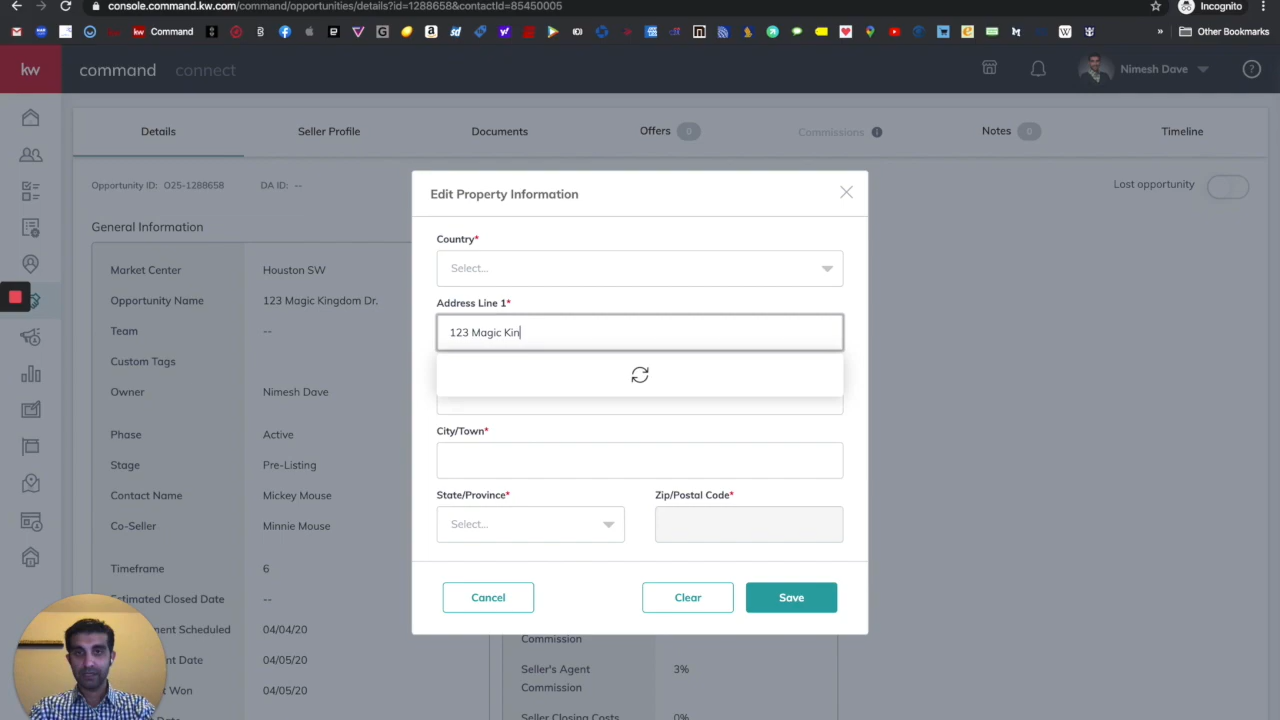 console.command.kw.com/command/opportunities/details?id=1288658&contactId=85450005
Incognito
kw Command
Other Bookmarks
kw
command connect
Nimesh Dave
Details
Seller Profile
Documents
Offers 0
Commissions
Notes 0
Timeline
Opportunity ID: O25-1288658
DA ID: --
Lost opportunity
General Information
Market Center Houston SW
Opportunity Name 123 Magic Kingdom Dr.
Team --
Custom Tags
Owner Nimesh Dave
Phase Active
Stage Pre-Listing
Contact Name Mickey Mouse
Co-Seller Minnie Mouse
Timeframe 6
Estimated Closed Date --
Scheduled 04/04/20
Date 04/05/20
Won 04/05/20
Edit Property Information
Country*
Select...
Address Line 1*
123 Magic Kin
City/Town*
State/Province*
Zip/Postal Code*
Select...
Cancel
Clear
Save
Commission
Seller's Agent 3%
Commission
Seller Closing Costs 0%